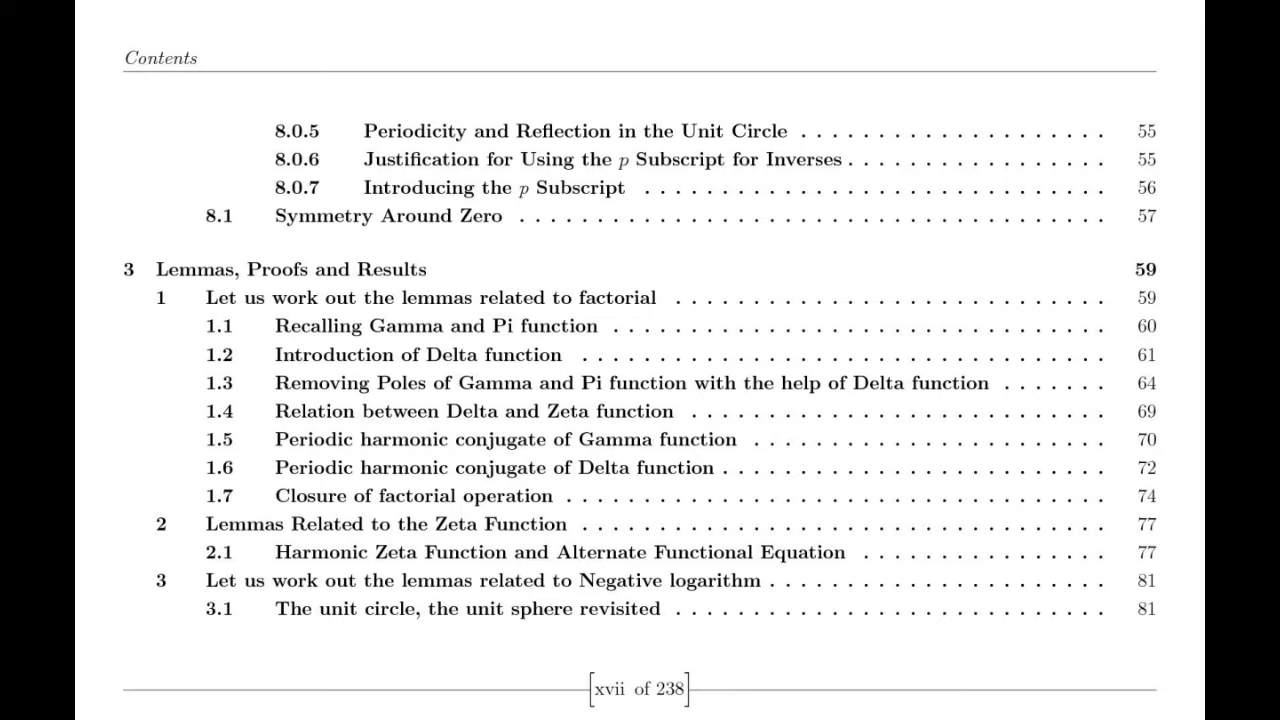 Contents
8.0.5 Periodicity and Reflection in the Unit Circle . . . . . . . . . . . . . . . . . . . . 55
8.0.6 Justification for Using the p Subscript for Inverses . . . . . . . . . . . . . . . . . 55
8.0.7 Introducing the p Subscript . . . . . . . . . . . . . . . . . . . . . . . . . . . . . . 56
8.1 Symmetry Around Zero . . . . . . . . . . . . . . . . . . . . . . . . . . . . . . . . . . . . . . 57
3 Lemmas, Proofs and Results 59
1 Let us work out the lemmas related to factorial . . . . . . . . . . . . . . . . . . . . . . . . . . . . 59
1.1 Recalling Gamma and Pi function . . . . . . . . . . . . . . . . . . . . . . . . . . . . . . . . 60
1.2 Introduction of Delta function . . . . . . . . . . . . . . . . . . . . . . . . . . . . . . . . . . 61
1.3 Removing Poles of Gamma and Pi function with the help of Delta function . . . . . . . 64
1.4 Relation between Delta and Zeta function . . . . . . . . . . . . . . . . . . . . . . . . . . . 69
1.5 Periodic harmonic conjugate of Gamma function . . . . . . . . . . . . . . . . . . . . . . . 70
1.6 Periodic harmonic conjugate of Delta function . . . . . . . . . . . . . . . . . . . . . . . . . 72
1.7 Closure of factorial operation . . . . . . . . . . . . . . . . . . . . . . . . . . . . . . . . . . . 74
2 Lemmas Related to the Zeta Function . . . . . . . . . . . . . . . . . . . . . . . . . . . . . . . . . . 77
2.1 Harmonic Zeta Function and Alternate Functional Equation . . . . . . . . . . . . . . . . 77
3 Let us work out the lemmas related to Negative logarithm . . . . . . . . . . . . . . . . . . . . . . 81
3.1 The unit circle, the unit sphere revisited . . . . . . . . . . . . . . . . . . . . . . . . . . . . 81
[xvii of 238]